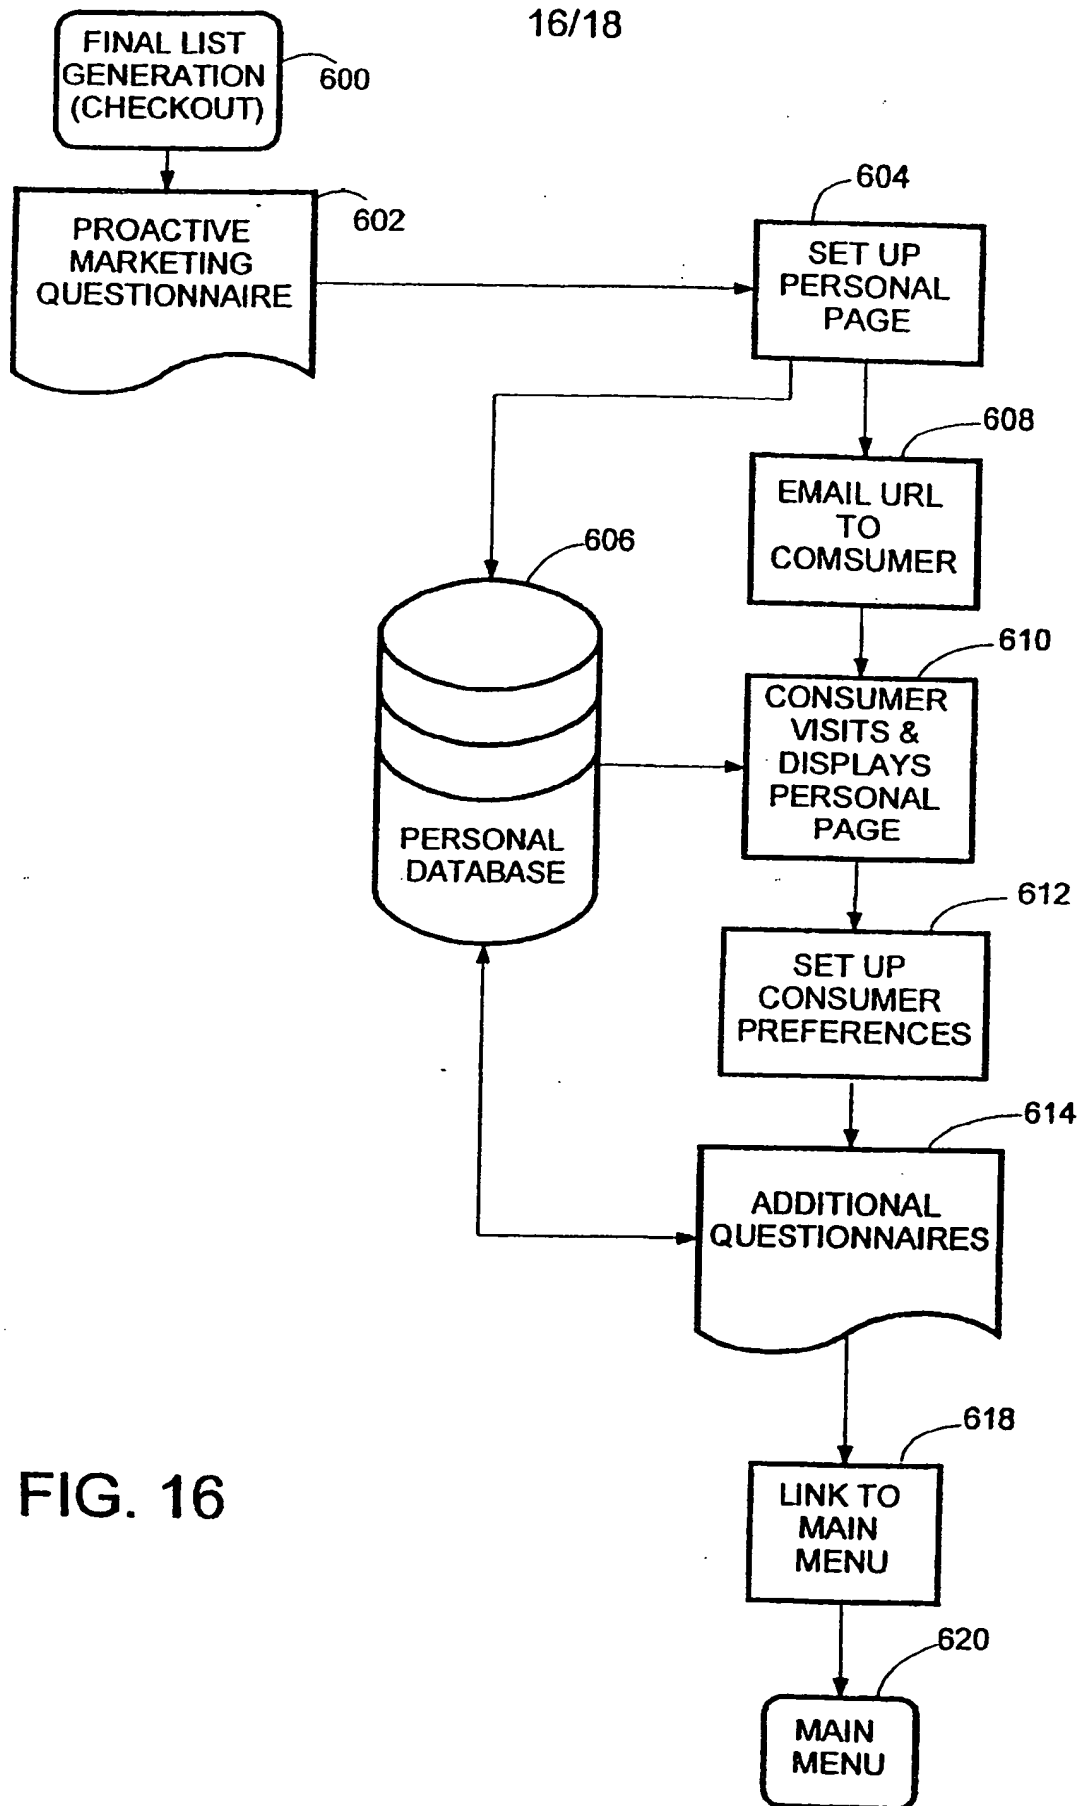 16/18
FINAL LIST
GENERATION
(CHECKOUT)
600
PROACTIVE
MARKETING
QUESTIONNAIRE
602
604
SET UP
PERSONAL
PAGE
608
EMAIL URL
TO
COMSUMER
606
PERSONAL
DATABASE
610
CONSUMER
VISITS &
DISPLAYS
PERSONAL
PAGE
612
SET UP
CONSUMER
PREFERENCES
614
ADDITIONAL
QUESTIONNAIRES
618
LINK TO
MAIN
MENU
FIG. 16
620
MAIN
MENU